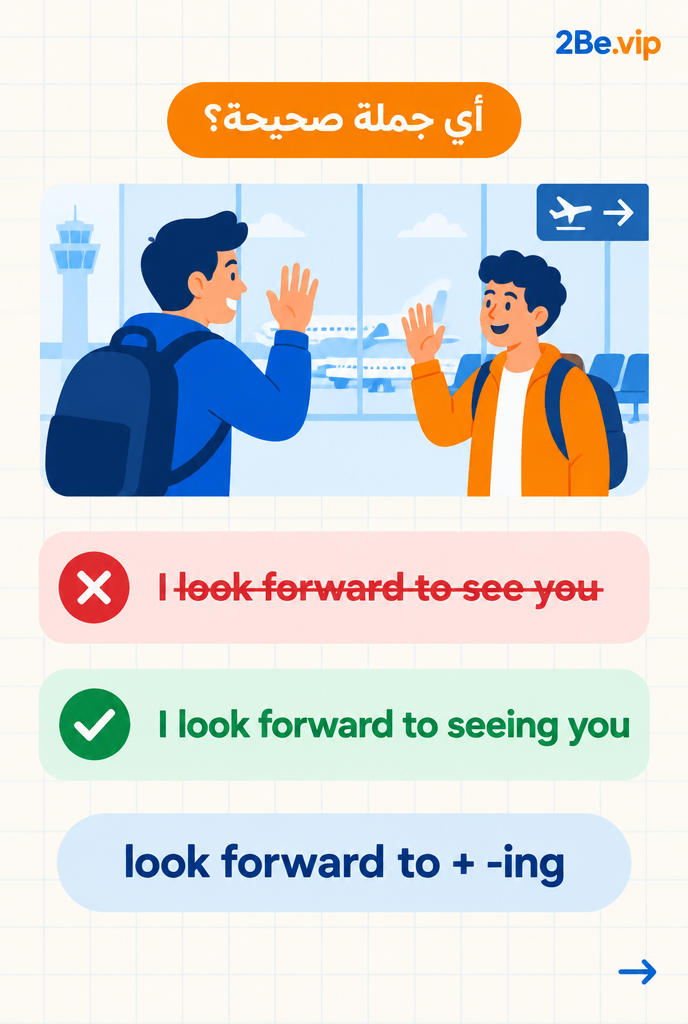 2Be.vip
أي جملة صحيحة؟
I look forward to see you
I look forward to seeing you
look forward to + -ing